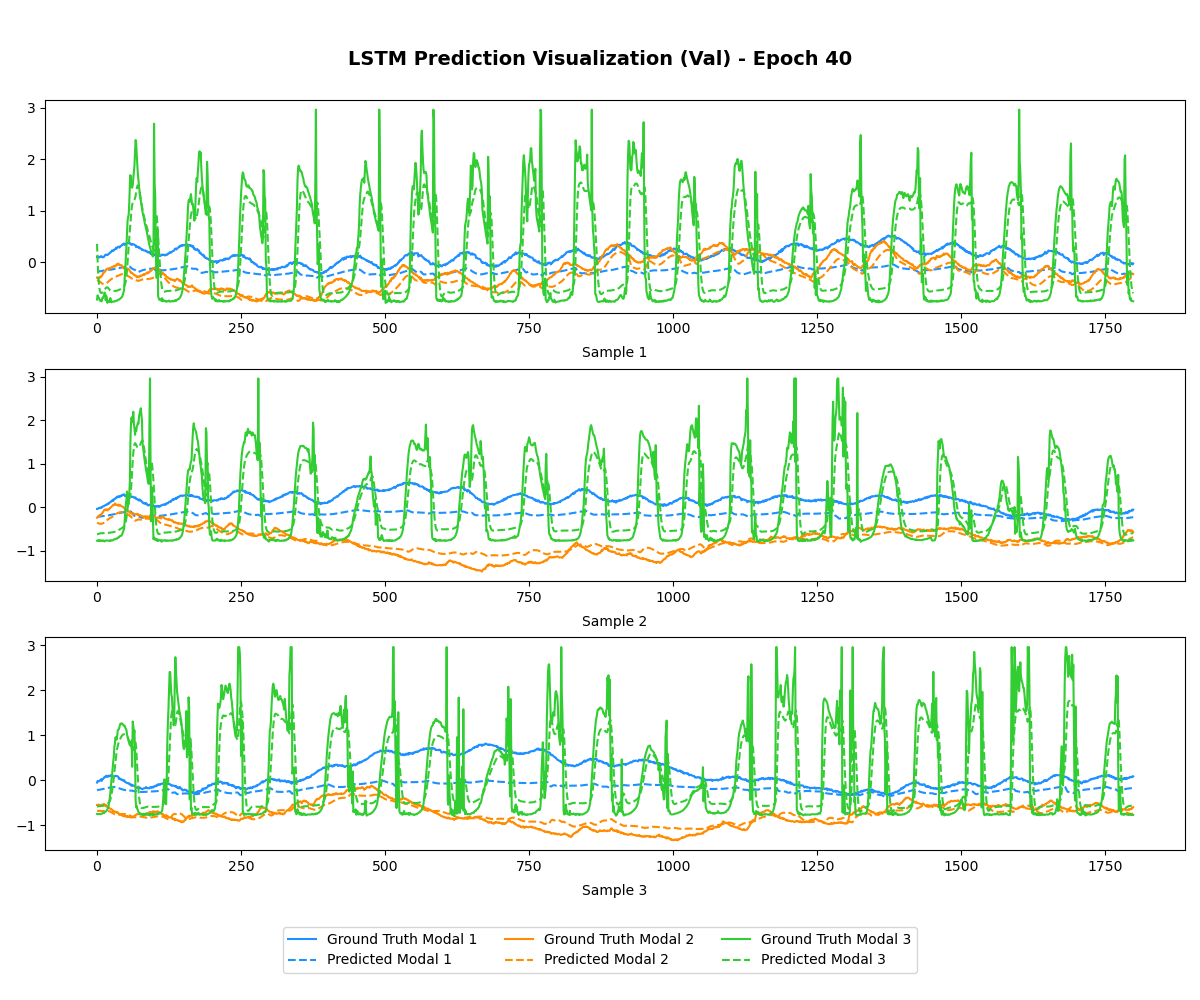 LSTM Prediction Visualization (Val) - Epoch 40
3
2
1
0
0 250 500 750 1000 1250 1500 1750
Sample 1
3
2
1
0
−1
0 250 500 750 1000 1250 1500 1750
Sample 2
3
2
1
0
−1
0 250 500 750 1000 1250 1500 1750
Sample 3
Ground Truth Modal 1 Ground Truth Modal 2 Ground Truth Modal 3
Predicted Modal 1 Predicted Modal 2 Predicted Modal 3